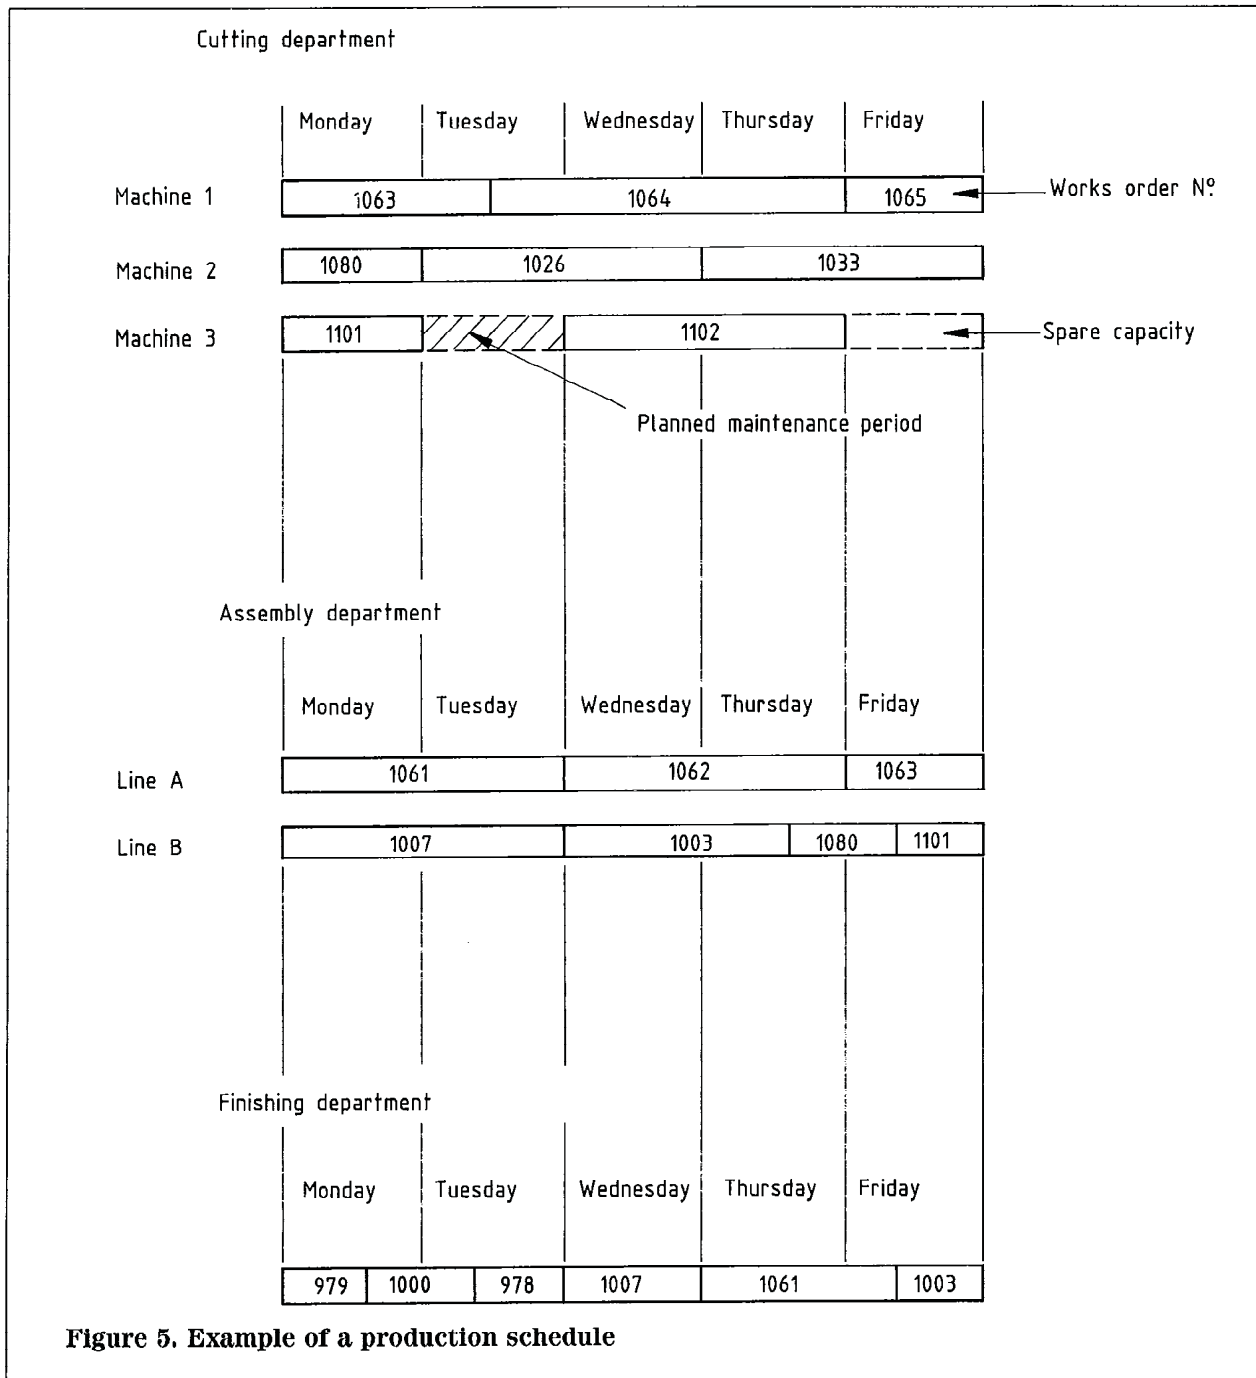 Cutting department
Monday Tuesday Wednesday Thursday Friday
Machine 1 1063 1064 1065 Works order Nº
Machine 2 1080 1026 1033
Machine 3 1101 1102 Spare capacity
Planned maintenance period
Assembly department
Monday Tuesday Wednesday Thursday Friday
Line A 1061 1062 1063
Line B 1007 1003 1080 1101
Finishing department
Monday Tuesday Wednesday Thursday Friday
979 1000 978 1007 1061 1003
Figure 5. Example of a production schedule